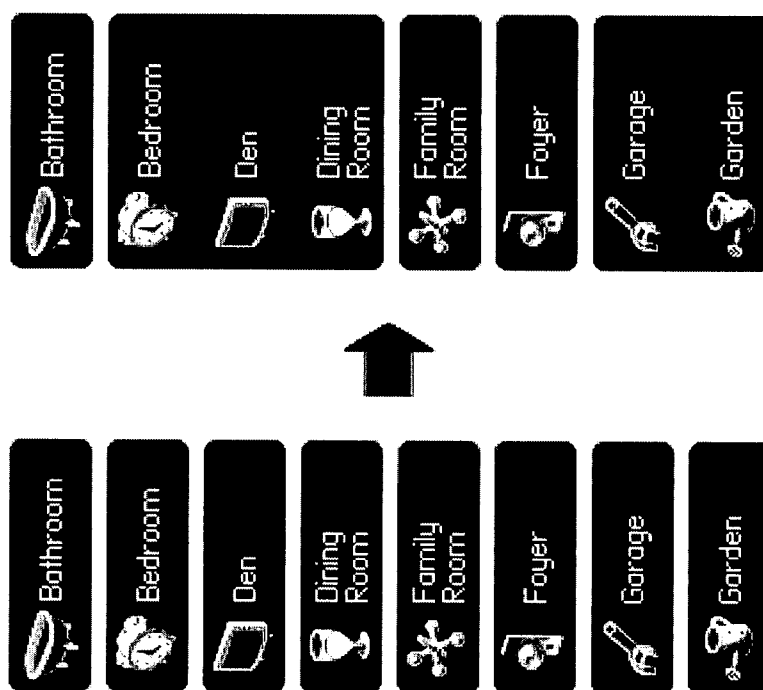 Bathroom
Bedroom
Den
Dining
Room
Family
Room
Foyer
Garage
Garden
Bathroom
Bedroom
Den
Dining
Room
Family
Room
Foyer
Garage
Garden